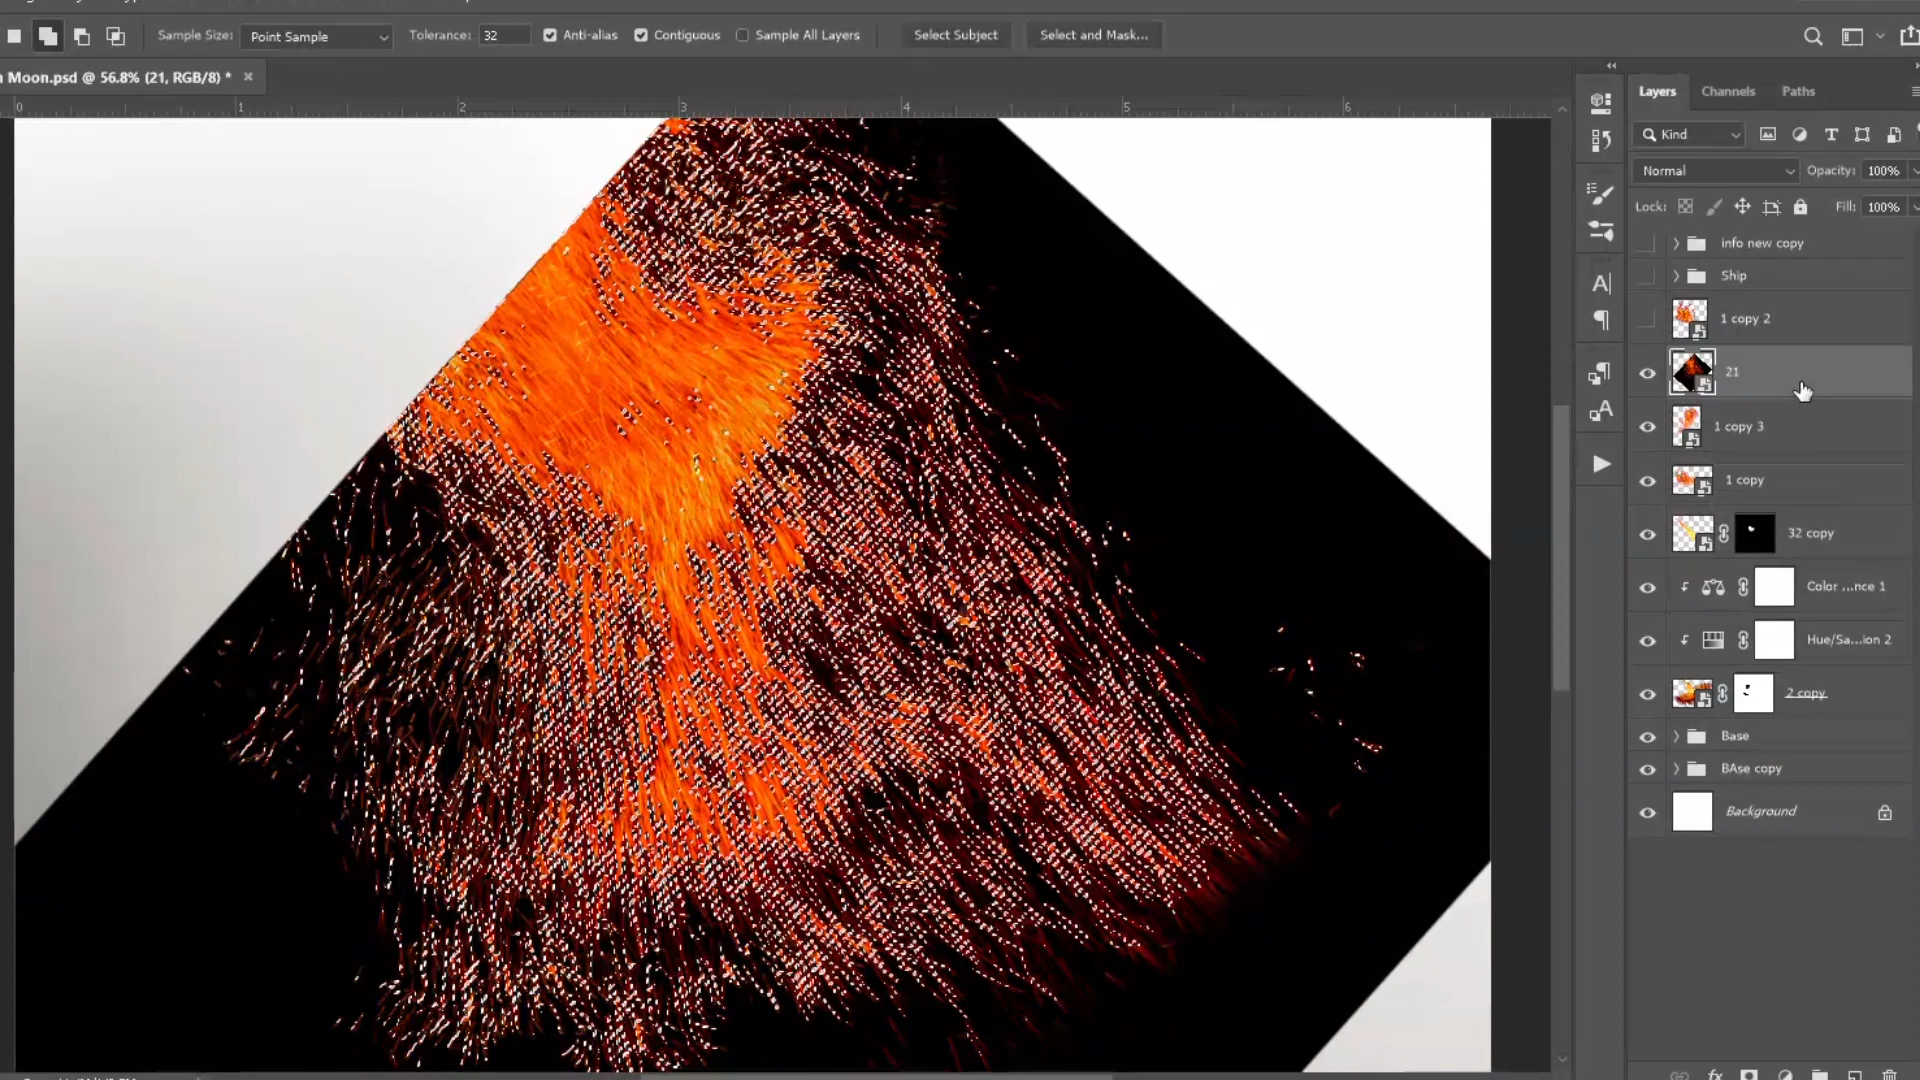 Sample Size: Point Sample Tolerance: 32 Anti-alias Contiguous Sample All Layers Select Subject Select and Mask...
Moon.psd @ 56.8% (21, RGB/8) * ×
0 1 2 3 4 5 6
Layers Channels Paths
Kind
Normal Opacity: 100%
Lock: Fill: 100%
info new copy
Ship
1 copy 2
21
1 copy 3
1 copy
32 copy
Color ...nce 1
Hue/Sa...ion 2
2 copy
Base
BAse copy
Background
fx